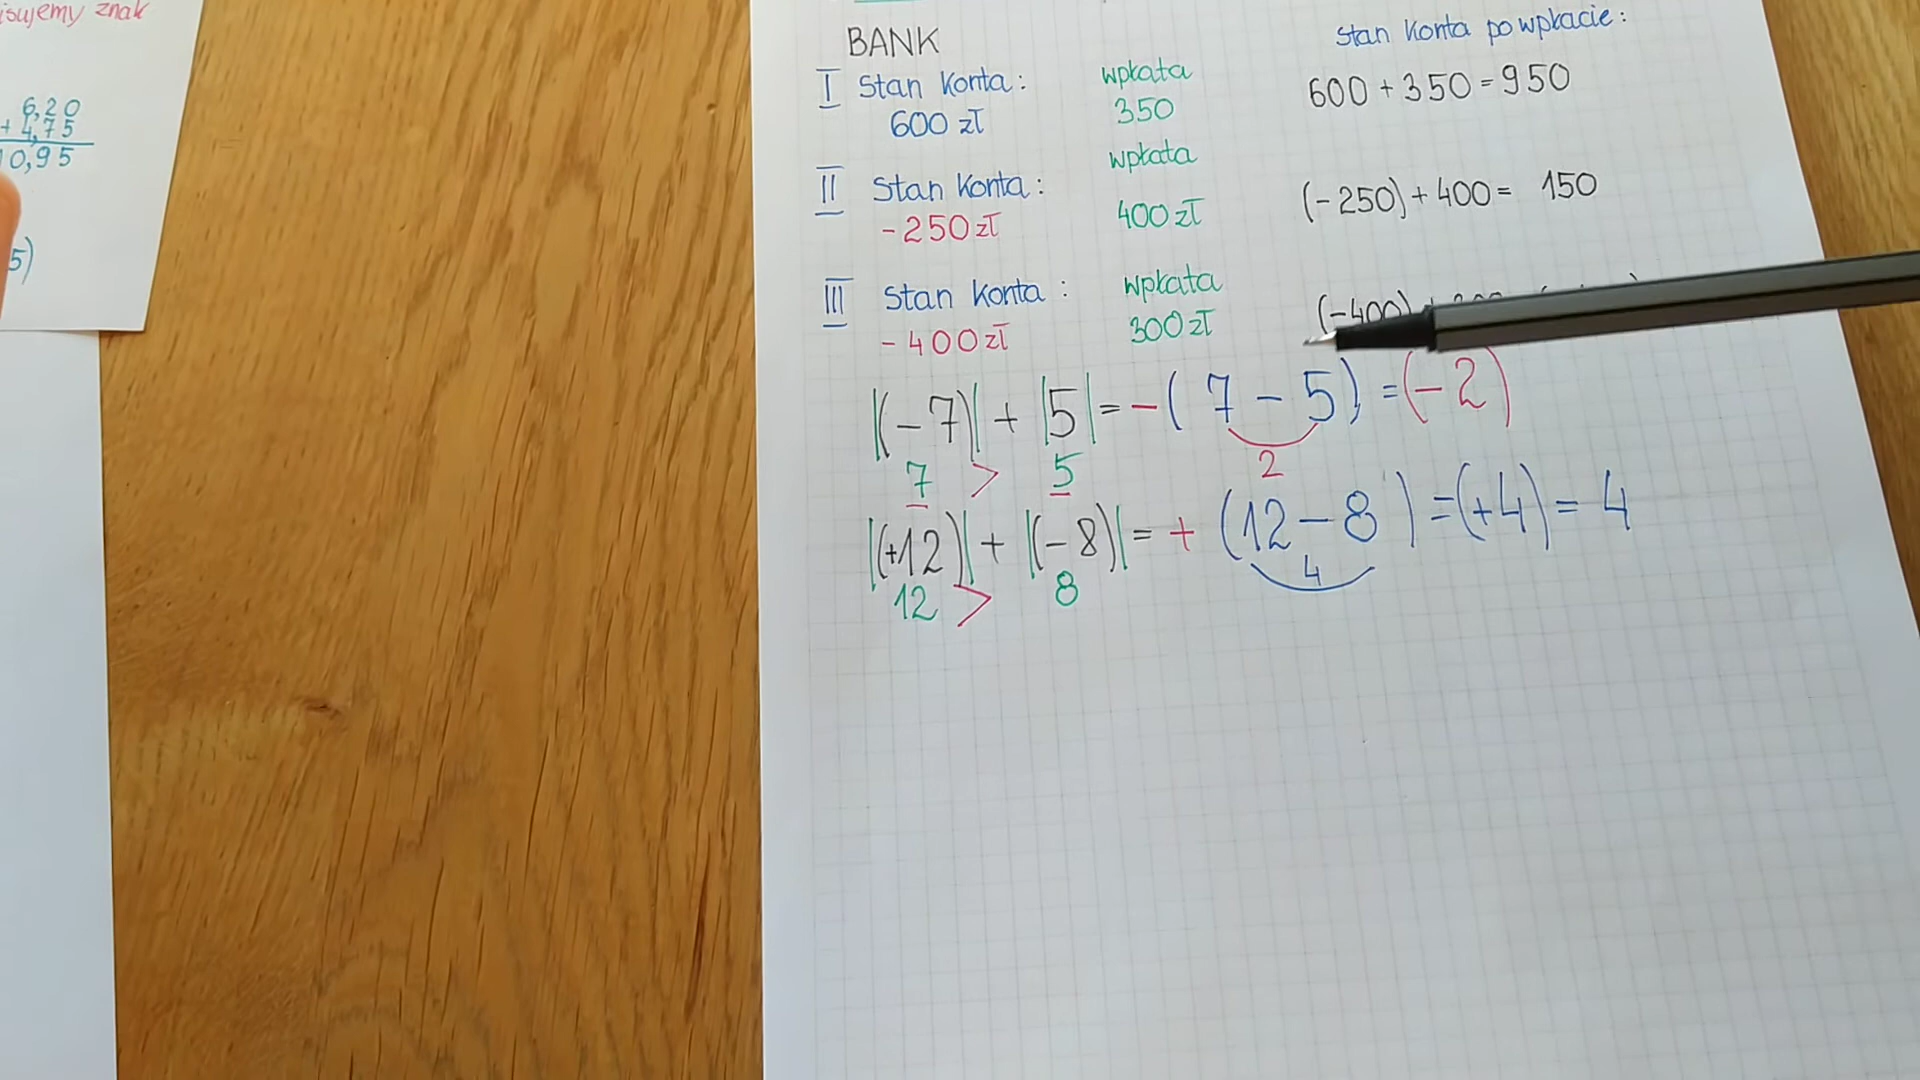 isujemy znak
6,20
+ 4,75
10,95
5)
BANK
Stan Konta po wpłacie:
I Stan Konta: wpłata
600 zł 350
600 + 350 = 950
II Stan Konta: wpłata
-250 zł 400 zł
(-250) + 400 = 150
III Stan Konta: wpłata
-400 zł 300 zł
(-400)
|(-7)| + |5| = -(7 - 5) = (-2)
7 > 5
2
|(+12)| + |(-8)| = + (12 - 8) = (+4) = 4
12 > 8
4